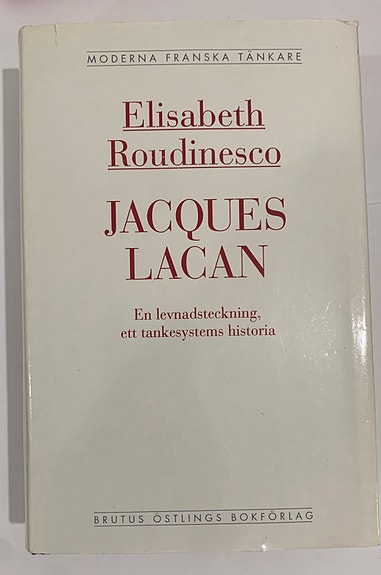 MODERNA FRANSKA TÄNKARE
Elisabeth
Roudinesco
JACQUES
LACAN
En levnadsteckning,
ett tankesystems historia
BRUTUS ÖSTLINGS BOKFÖRLAG